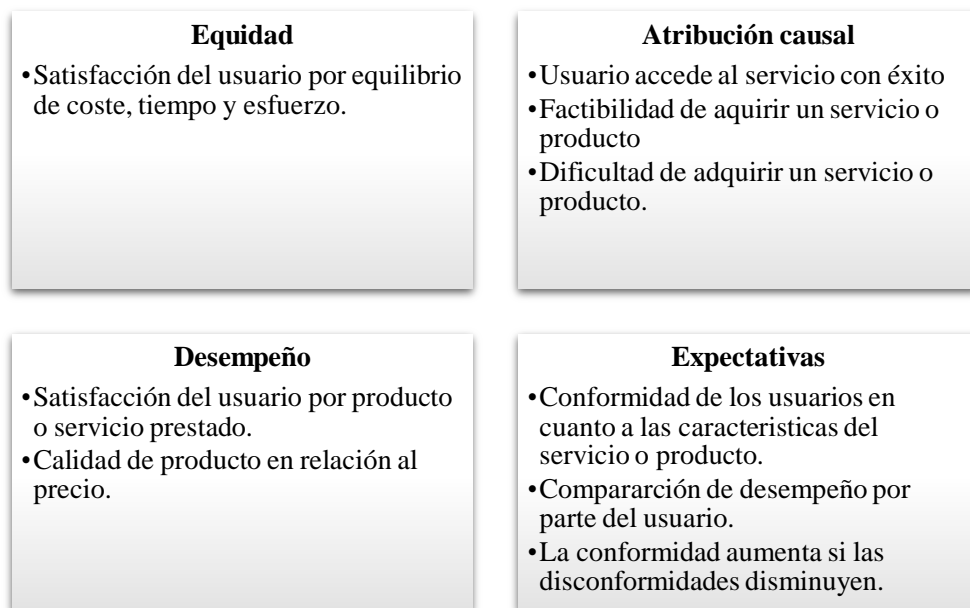 Equidad
•Satisfacción del usuario por equilibrio
de coste, tiempo y esfuerzo.
Atribución causal
•Usuario accede al servicio con éxito
•Factibilidad de aquirir un servicio o
producto
•Dificultad de adquirir un servicio o
producto.
Desempeño
•Satisfacción del usuario por producto
o servicio prestado.
•Calidad de producto en relación al
precio.
Expectativas
•Conformidad de los usuarios en
cuanto a las caracteristicas del
servicio o producto.
•Compararción de desempeño por
parte del usuario.
•La conformidad aumenta si las
disconformidades disminuyen.